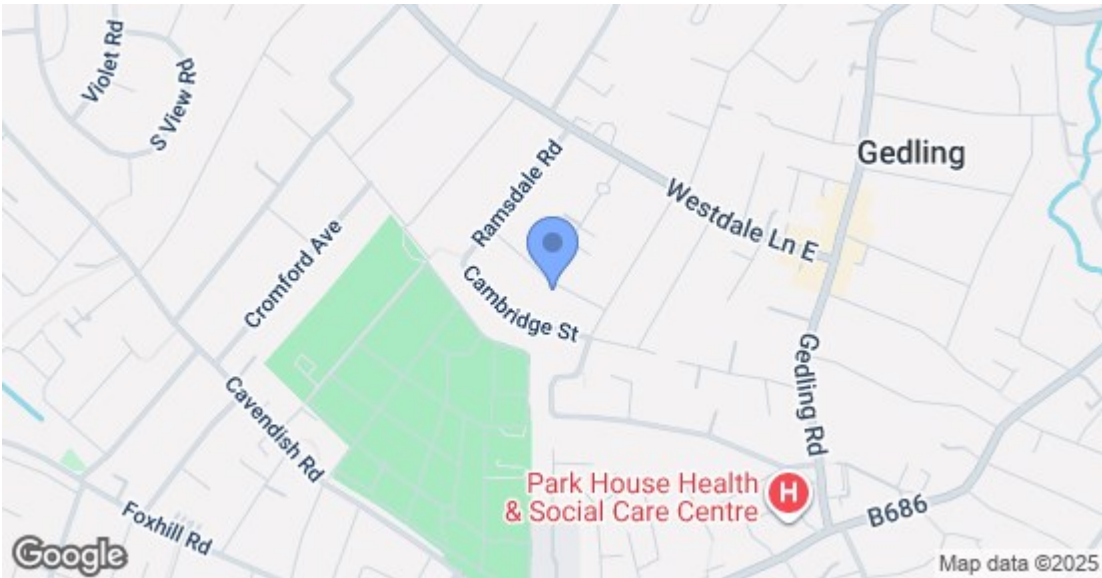 Violet Rd
S View Rd
Gedling
Ramsdale Rd
Westdale Ln E
Cromford Ave
Cambridge St
Gedling Rd
Cavendish Rd
Park House Health
& Social Care Centre
H
B686
Foxhill Rd
Google
Map data ©2025